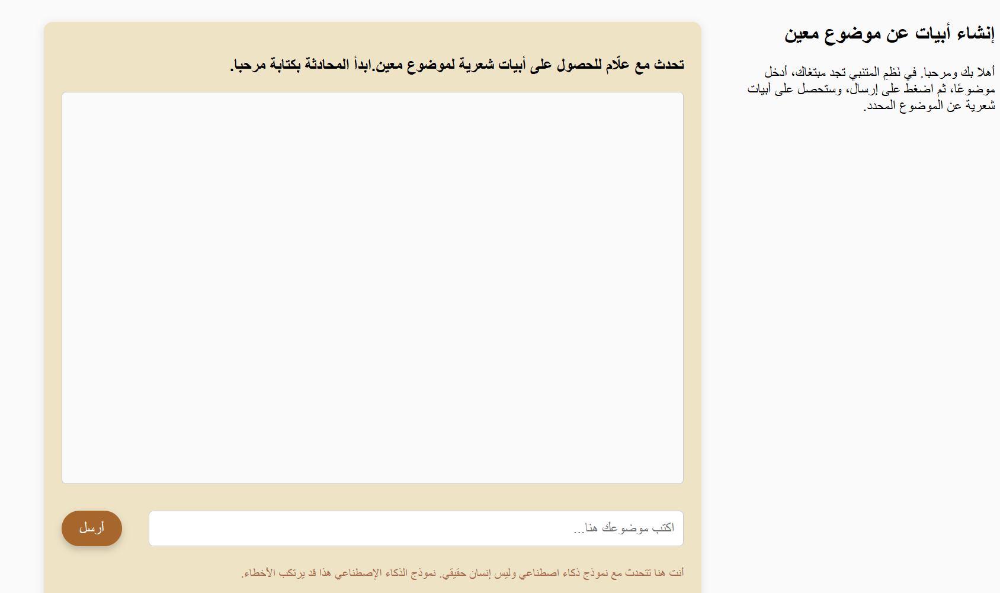 إنشاء أبيات عن موضوع معين
أهلا بك ومرحبا. في نَظمِ المتنبي تجد مبتغاك، أدخل
موضوعًا، ثم اضغط على إرسال، وستحصل على أبيات
شعرية عن الموضوع المحدد.
تحدث مع علّام للحصول على أبيات شعرية لموضوع معين.ابدأ المحادثة بكتابة مرحبا.
اكتب موضوعك هنا...
أرسل
أنت هنا تتحدث مع نموذج ذكاء اصطناعي وليس إنسان حقيقي. نموذج الذكاء الإصطناعي هذا قد يرتكب الأخطاء.